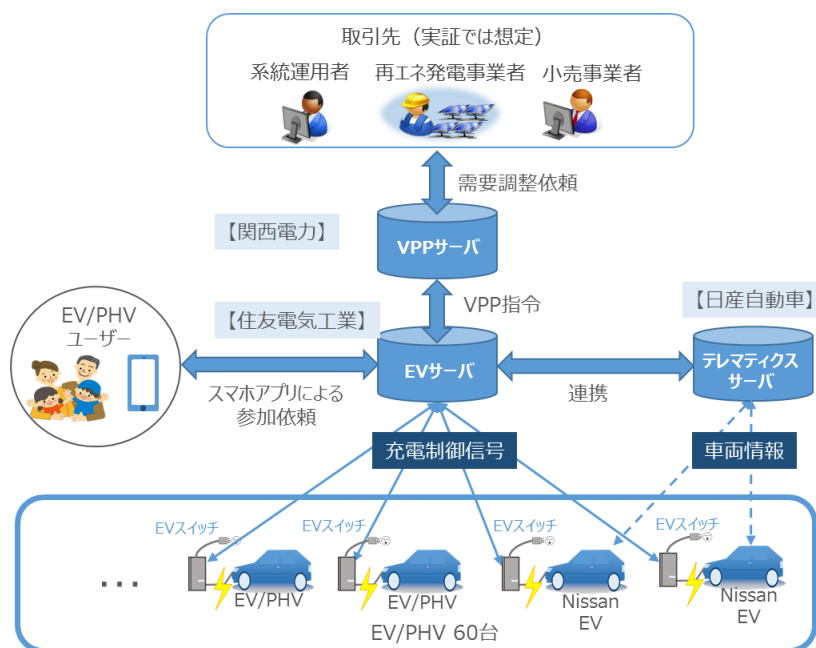 取引先（実証では想定）
系統運用者
再エネ発電事業者
小売事業者
需要調整依頼
【関西電力】
VPPサーバ
VPP指令
【日産自動車】
【住友電気工業】
EV/PHV
ユーザー
EVサーバ
テレマティクス
サーバ
スマホアプリによる
参加依頼
連携
充電制御信号
車両情報
EVスイッチ
EVスイッチ
EVスイッチ
EVスイッチ
...
EV/PHV
EV/PHV
Nissan
EV
Nissan
EV
EV/PHV 60台